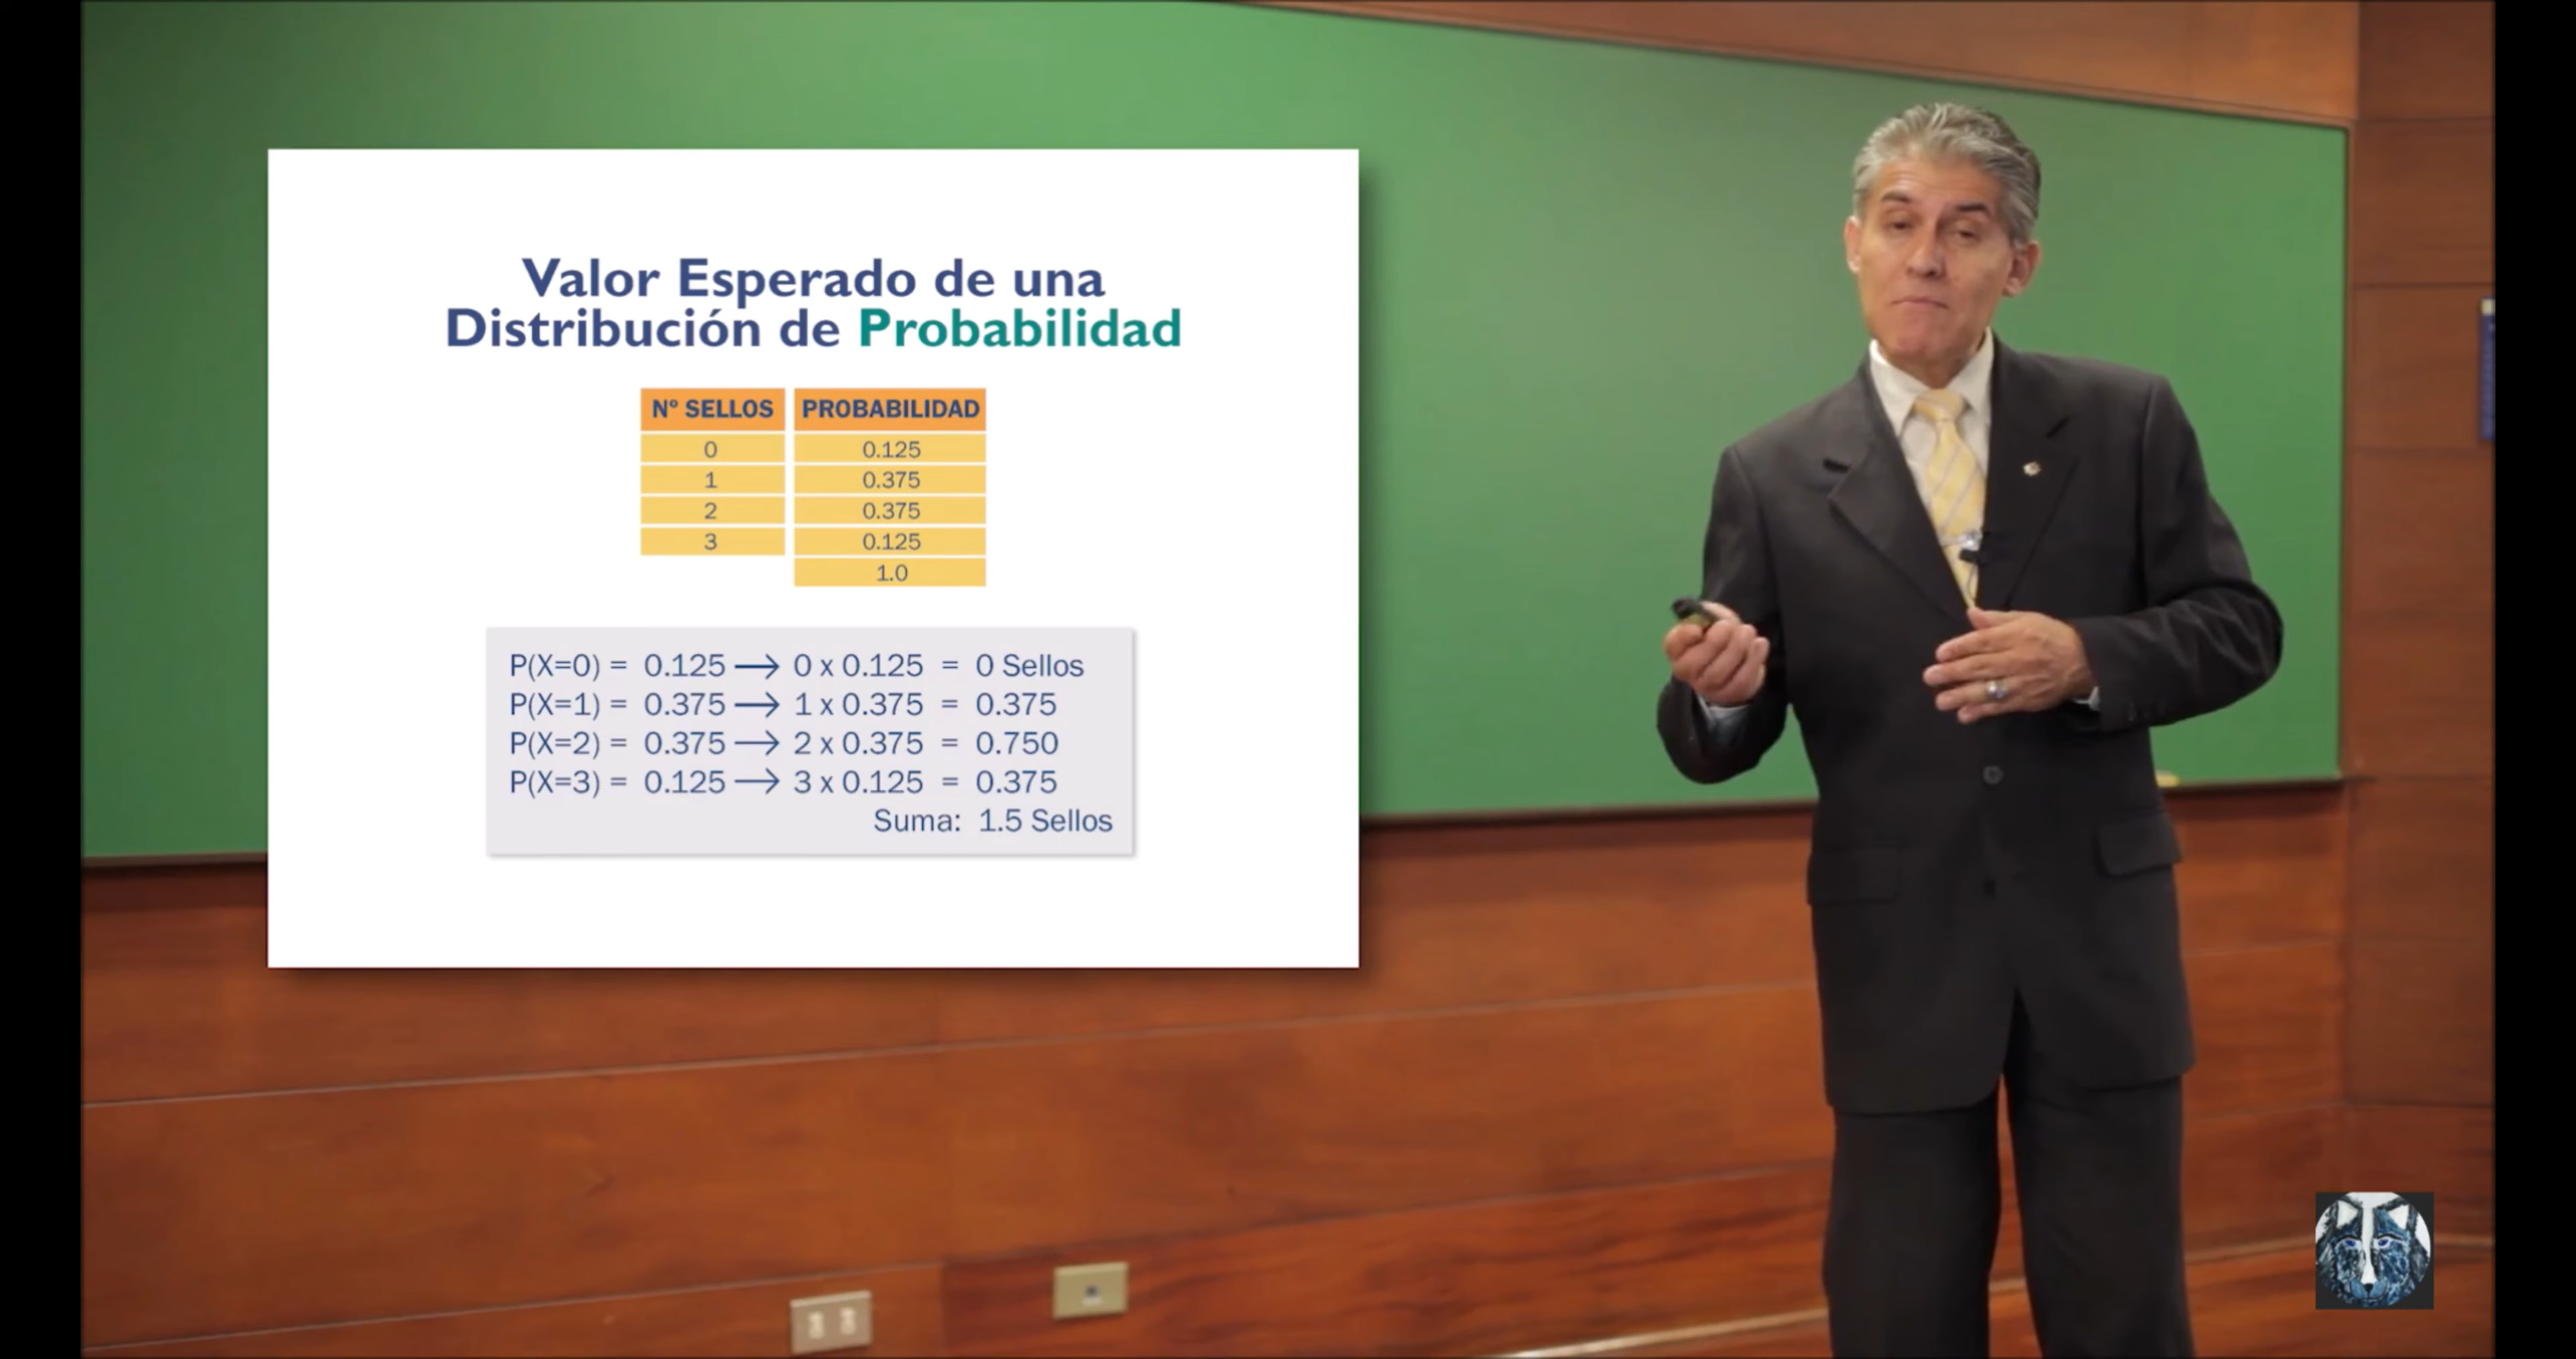 Valor Esperado de una
Distribución de Probabilidad
Nº SELLOS PROBABILIDAD
0 0.125
1 0.375
2 0.375
3 0.125
1.0
P(X=0) = 0.125 → 0 x 0.125 = 0 Sellos
P(X=1) = 0.375 → 1 x 0.375 = 0.375
P(X=2) = 0.375 → 2 x 0.375 = 0.750
P(X=3) = 0.125 → 3 x 0.125 = 0.375
Suma: 1.5 Sellos